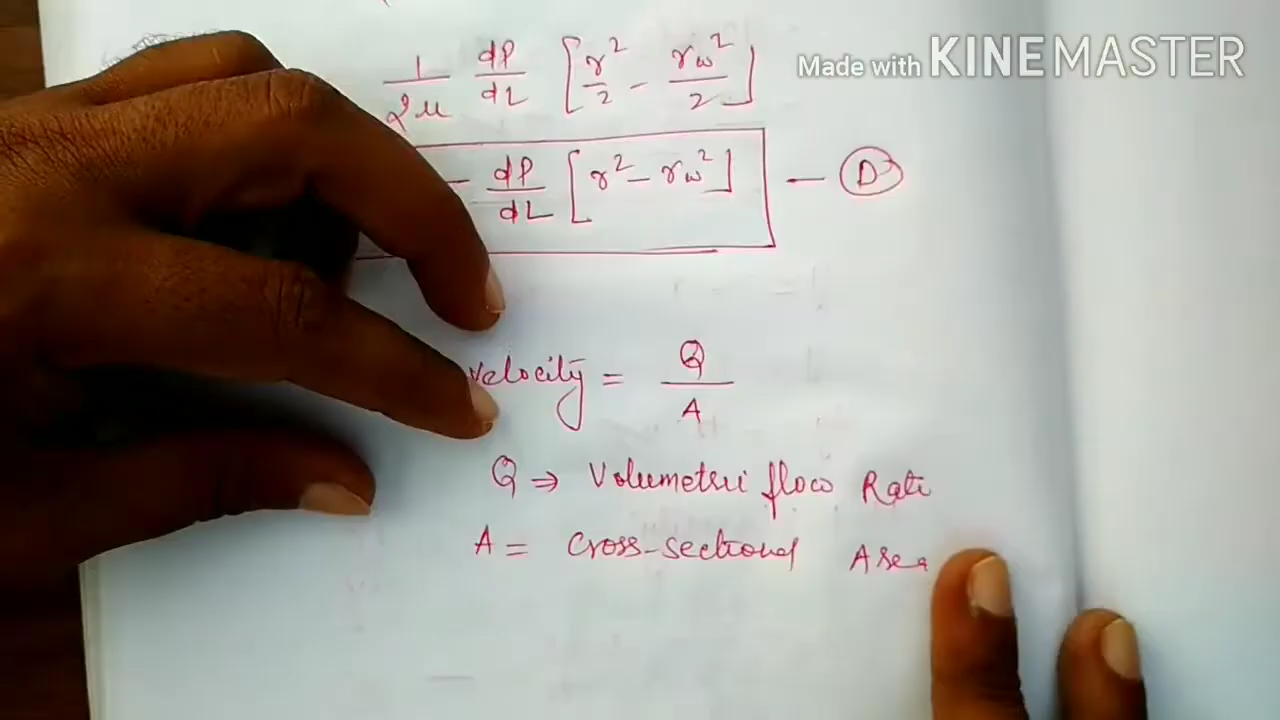 Made with KINEMASTER
1/2μ dP/dL [r²/2 - rw²/2]
- dP/dL [r² - rw²] — D
Velocity = Q/A
Q ⇒ Volumetric flow Rate
A = Cross-sectional Area